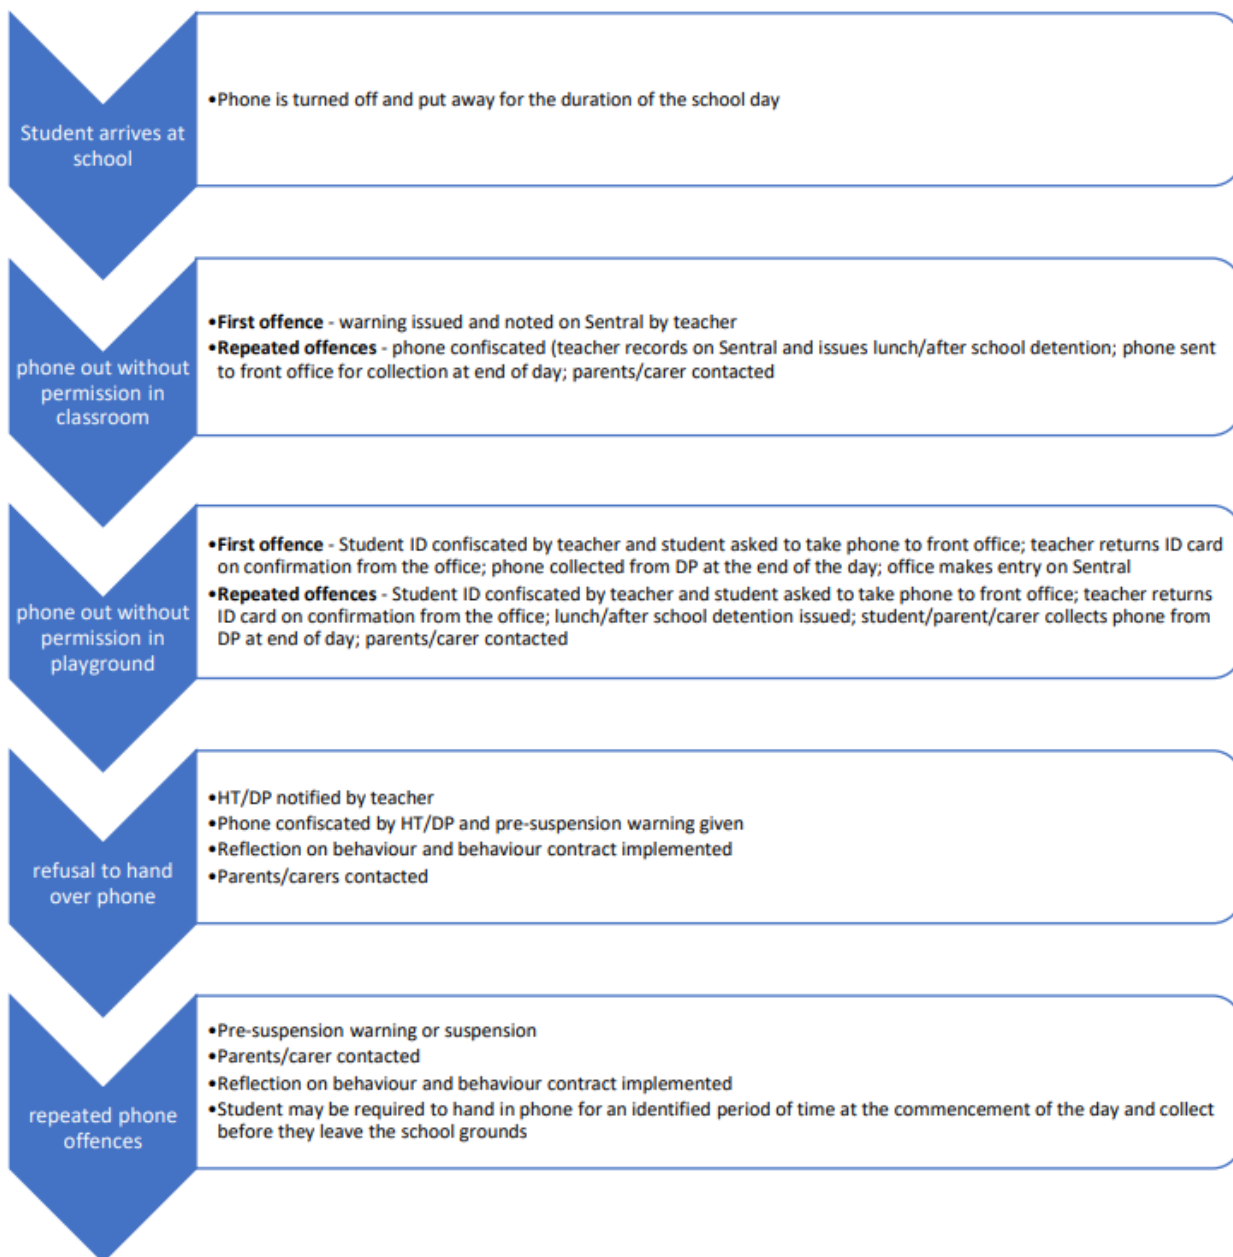 Student arrives at
school
•Phone is turned off and put away for the duration of the school day
phone out without
permission in
classroom
•First offence - warning issued and noted on Sentral by teacher
•Repeated offences - phone confiscated (teacher records on Sentral and issues lunch/after school detention; phone sent
to front office for collection at end of day; parents/carer contacted
phone out without
permission in
playground
•First offence - Student ID confiscated by teacher and student asked to take phone to front office; teacher returns ID card
on confirmation from the office; phone collected from DP at the end of the day; office makes entry on Sentral
•Repeated offences - Student ID confiscated by teacher and student asked to take phone to front office; teacher returns
ID card on confirmation from the office; lunch/after school detention issued; student/parent/carer collects phone from
DP at end of day; parents/carer contacted
refusal to hand
over phone
•HT/DP notified by teacher
•Phone confiscated by HT/DP and pre-suspension warning given
•Reflection on behaviour and behaviour contract implemented
•Parents/carers contacted
repeated phone
offences
•Pre-suspension warning or suspension
•Parents/carer contacted
•Reflection on behaviour and behaviour contract implemented
•Student may be required to hand in phone for an identified period of time at the commencement of the day and collect
before they leave the school grounds